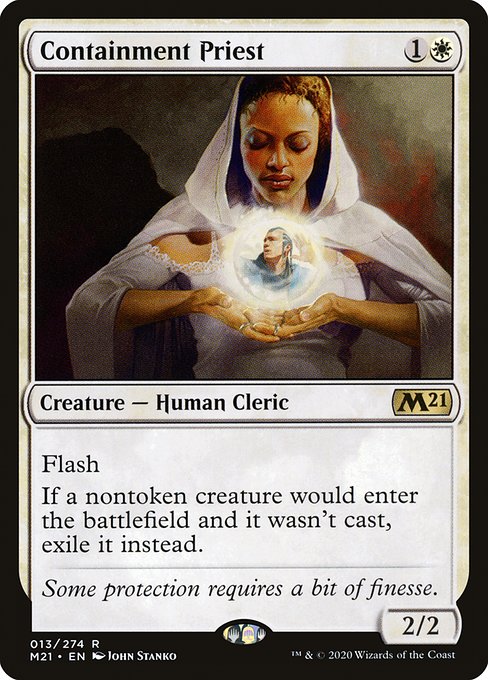 Containment Priest 1
Creature — Human Cleric M21
Flash
If a nontoken creature would enter
the battlefield and it wasn't cast,
exile it instead.
Some protection requires a bit of finesse.
2/2
013/274 R
M21 • EN JOHN STANKO ™ & © 2020 Wizards of the Coast